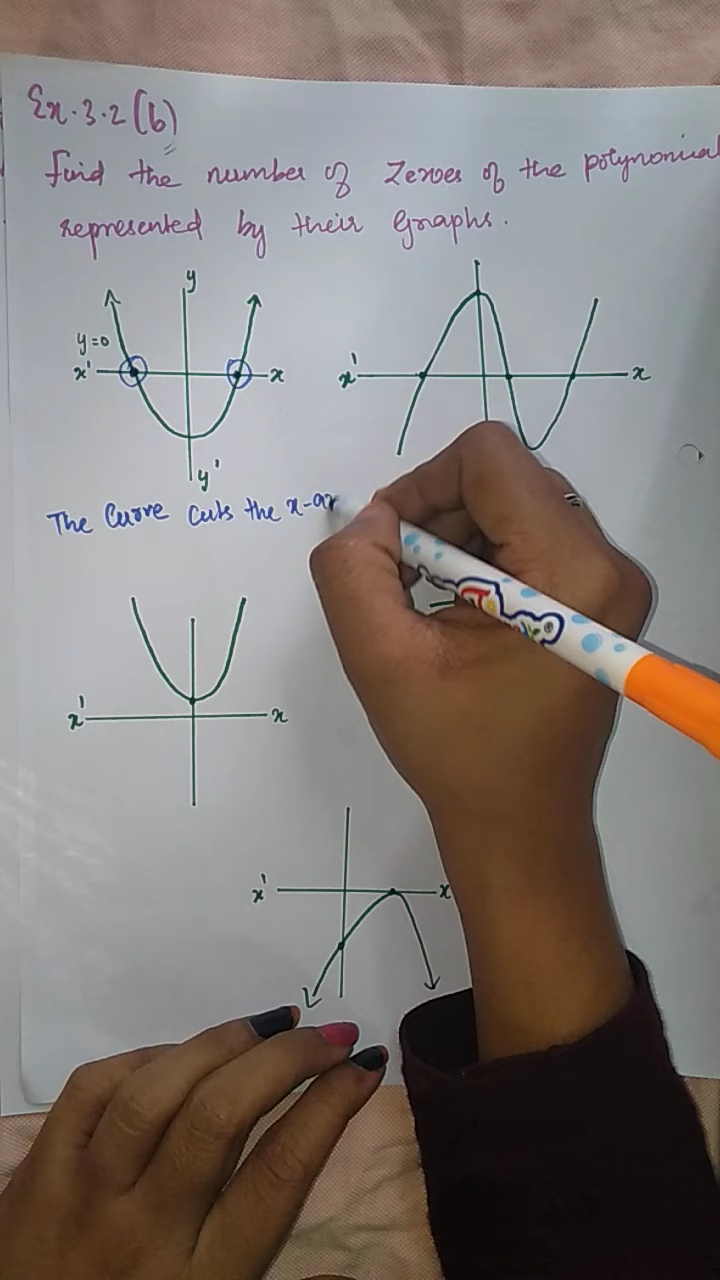 Ex. 3.2 (b)
Find the number of Zeroes of the polynomial
represented by their Graphs.
y
y=0
x'
x
y'
x'
x
The Curve cuts the x-ax
x'
x
x'
x